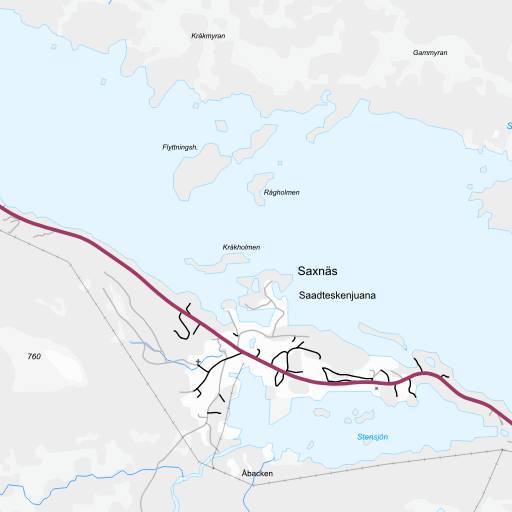 Kråkmyran
Gammyran
S
Flyttningsh.
Rågholmen
Kråkholmen
Saxnäs
Saadteskenjuana
760
Stensjön
Åbacken